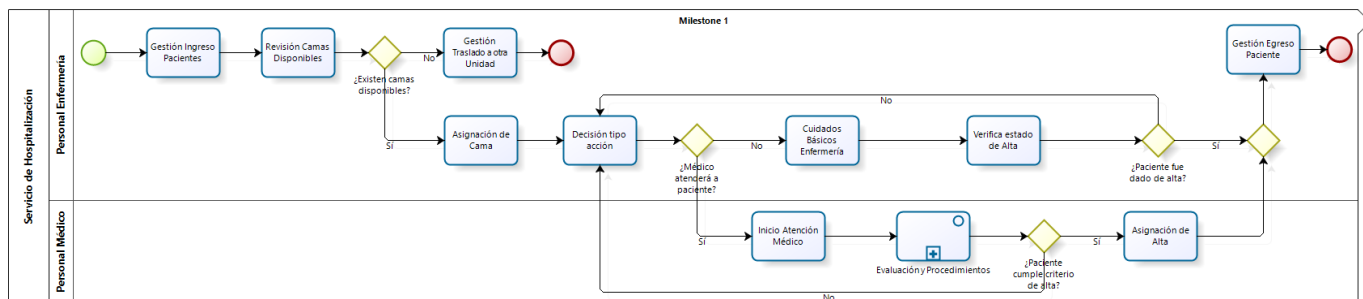 Milestone 1
Servicio de Hospitalización
Personal Enfermería
Gestión Ingreso
Pacientes
Revisión Camas
Disponibles
¿Existen camas
disponibles?
No
Gestión
Traslado a otra
Unidad
Sí
Asignación de
Cama
Decisión tipo
acción
¿Médico
atenderá a
paciente?
No
Cuidados
Básicos
Enfermería
Verifica estado
de Alta
¿Paciente fue
dado de alta?
No
Sí
Gestión Egreso
Paciente
Personal Médico
Sí
Inicio Atención
Médico
Evaluación y Procedimientos
¿Paciente
cumple criterio
de alta?
No
Sí
Asignación de
Alta